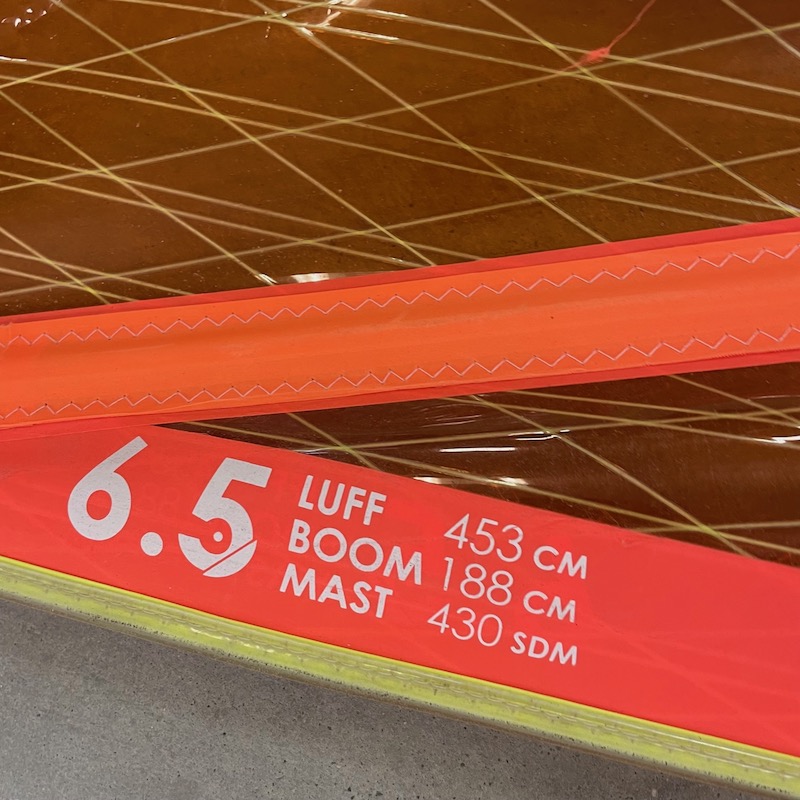 6.5
LUFF 453 CM
BOOM 188 CM
MAST 430 SDM